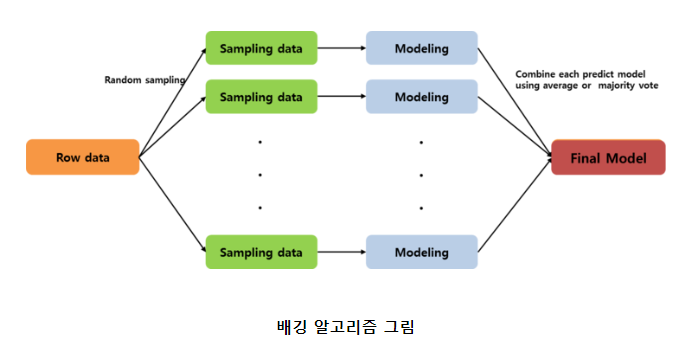 Sampling data
Modeling
Random sampling
Combine each predict model
using average or majority vote
Sampling data
Modeling
Row data
Final Model
Sampling data
Modeling
배깅 알고리즘 그림